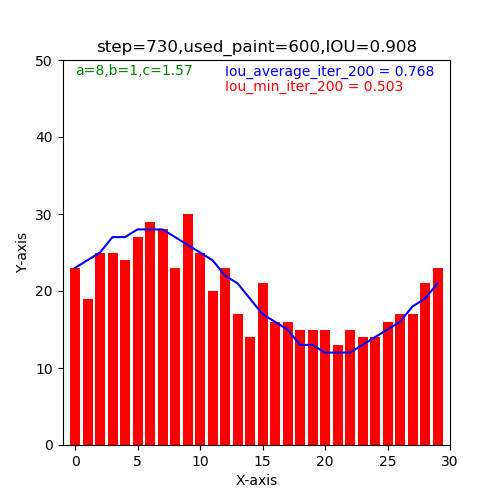 step=730,used_paint=600,IOU=0.908
a=8,b=1,c=1.57
Iou_average_iter_200 = 0.768
Iou_min_iter_200 = 0.503
50
40
30
20
10
0
Y-axis
0 5 10 15 20 25 30
X-axis